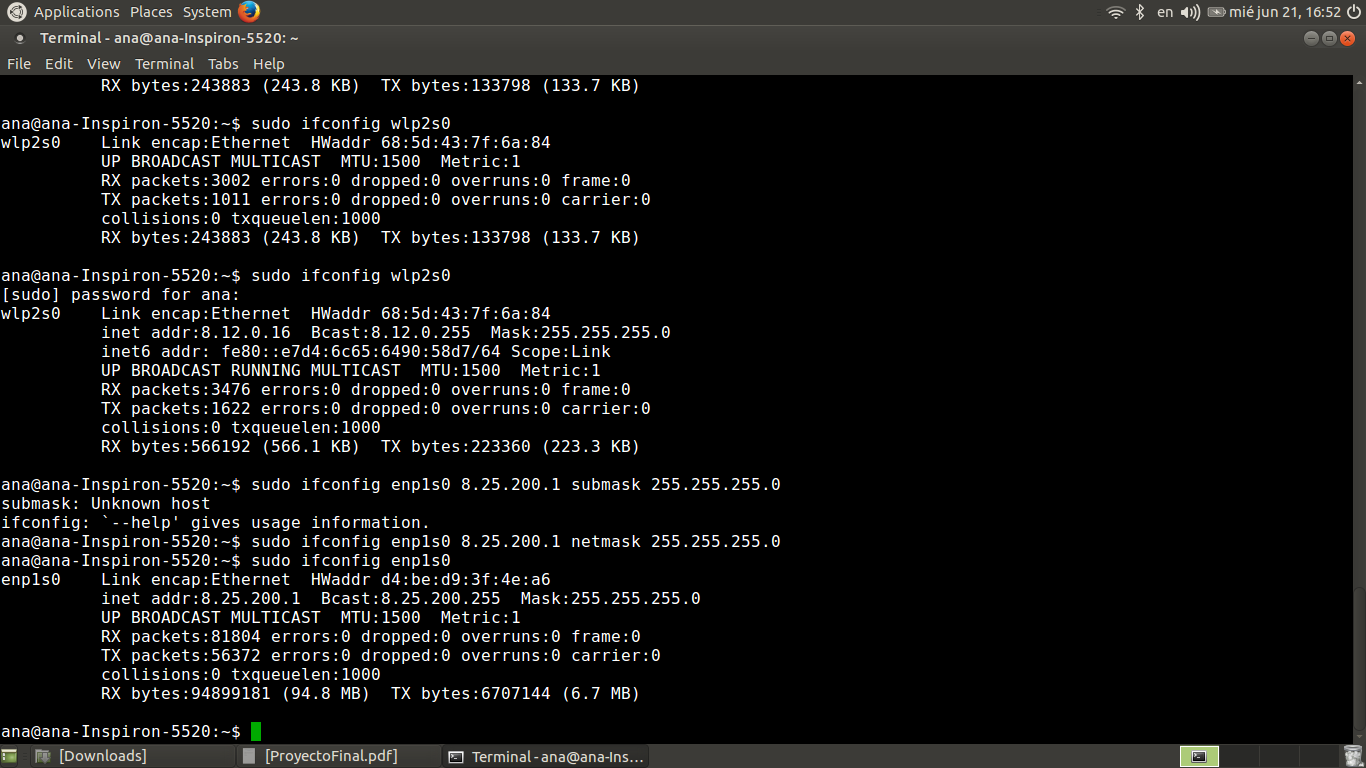 Applications Places System en mié jun 21, 16:52
Terminal - ana@ana-Inspiron-5520: ~
File Edit View Terminal Tabs Help
RX bytes:243883 (243.8 KB)  TX bytes:133798 (133.7 KB)
ana@ana-Inspiron-5520:~$ sudo ifconfig wlp2s0
wlp2s0    Link encap:Ethernet  HWaddr 68:5d:43:7f:6a:84
UP BROADCAST MULTICAST  MTU:1500  Metric:1
RX packets:3002 errors:0 dropped:0 overruns:0 frame:0
TX packets:1011 errors:0 dropped:0 overruns:0 carrier:0
collisions:0 txqueuelen:1000
RX bytes:243883 (243.8 KB)  TX bytes:133798 (133.7 KB)
ana@ana-Inspiron-5520:~$ sudo ifconfig wlp2s0
[sudo] password for ana:
wlp2s0    Link encap:Ethernet  HWaddr 68:5d:43:7f:6a:84
inet addr:8.12.0.16  Bcast:8.12.0.255  Mask:255.255.255.0
inet6 addr: fe80::e7d4:6c65:6490:58d7/64 Scope:Link
UP BROADCAST RUNNING MULTICAST  MTU:1500  Metric:1
RX packets:3476 errors:0 dropped:0 overruns:0 frame:0
TX packets:1622 errors:0 dropped:0 overruns:0 carrier:0
collisions:0 txqueuelen:1000
RX bytes:566192 (566.1 KB)  TX bytes:223360 (223.3 KB)
ana@ana-Inspiron-5520:~$ sudo ifconfig enp1s0 8.25.200.1 submask 255.255.255.0
submask: Unknown host
ifconfig: `--help' gives usage information.
ana@ana-Inspiron-5520:~$ sudo ifconfig enp1s0 8.25.200.1 netmask 255.255.255.0
ana@ana-Inspiron-5520:~$ sudo ifconfig enp1s0
enp1s0    Link encap:Ethernet  HWaddr d4:be:d9:3f:4e:a6
inet addr:8.25.200.1  Bcast:8.25.200.255  Mask:255.255.255.0
UP BROADCAST MULTICAST  MTU:1500  Metric:1
RX packets:81804 errors:0 dropped:0 overruns:0 frame:0
TX packets:56372 errors:0 dropped:0 overruns:0 carrier:0
collisions:0 txqueuelen:1000
RX bytes:94899181 (94.8 MB)  TX bytes:6707144 (6.7 MB)
ana@ana-Inspiron-5520:~$
[Downloads] [ProyectoFinal.pdf] Terminal - ana@ana-Ins...